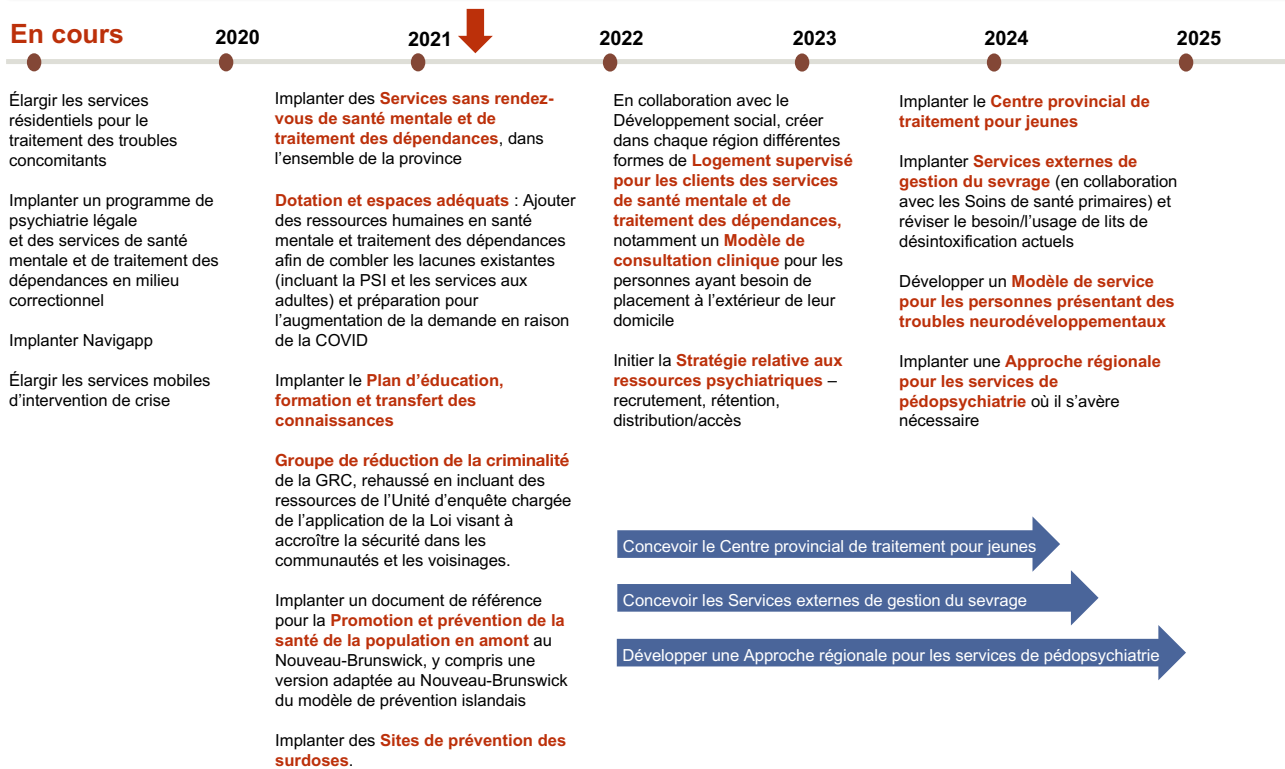 En cours
2020
2021
2022
2023
2024
2025
Élargir les services
résidentiels pour le
traitement des troubles
concomitants
Implanter un programme de
psychiatrie légale
et des services de santé
mentale et de traitement des
dépendances en milieu
correctionnel
Implanter Navigapp
Élargir les services mobiles
d'intervention de crise
Implanter des Services sans rendez-
vous de santé mentale et de
traitement des dépendances, dans
l'ensemble de la province
Dotation et espaces adéquats : Ajouter
des ressources humaines en santé
mentale et traitement des dépendances
afin de combler les lacunes existantes
(incluant la PSI et les services aux
adultes) et préparation pour
l'augmentation de la demande en raison
de la COVID
Implanter le Plan d'éducation,
formation et transfert des
connaissances
Groupe de réduction de la criminalité
de la GRC, rehaussé en incluant des
ressources de l'Unité d'enquête chargée
de l'application de la Loi visant à
accroître la sécurité dans les
communautés et les voisinages.
Implanter un document de référence
pour la Promotion et prévention de la
santé de la population en amont au
Nouveau-Brunswick, y compris une
version adaptée au Nouveau-Brunswick
du modèle de prévention islandais
Implanter des Sites de prévention des
surdoses.
En collaboration avec le
Développement social, créer
dans chaque région différentes
formes de Logement supervisé
pour les clients des services
de santé mentale et de
traitement des dépendances,
notamment un Modèle de
consultation clinique pour les
personnes ayant besoin de
placement à l'extérieur de leur
domicile
Initier la Stratégie relative aux
ressources psychiatriques –
recrutement, rétention,
distribution/accès
Implanter le Centre provincial de
traitement pour jeunes
Implanter Services externes de
gestion du sevrage (en collaboration
avec les Soins de santé primaires) et
réviser le besoin/l'usage de lits de
désintoxification actuels
Développer un Modèle de service
pour les personnes présentant des
troubles neurodéveloppementaux
Implanter une Approche régionale
pour les services de
pédopsychiatrie où il s'avère
nécessaire
Concevoir le Centre provincial de traitement pour jeunes
Concevoir les Services externes de gestion du sevrage
Développer une Approche régionale pour les services de pédopsychiatrie